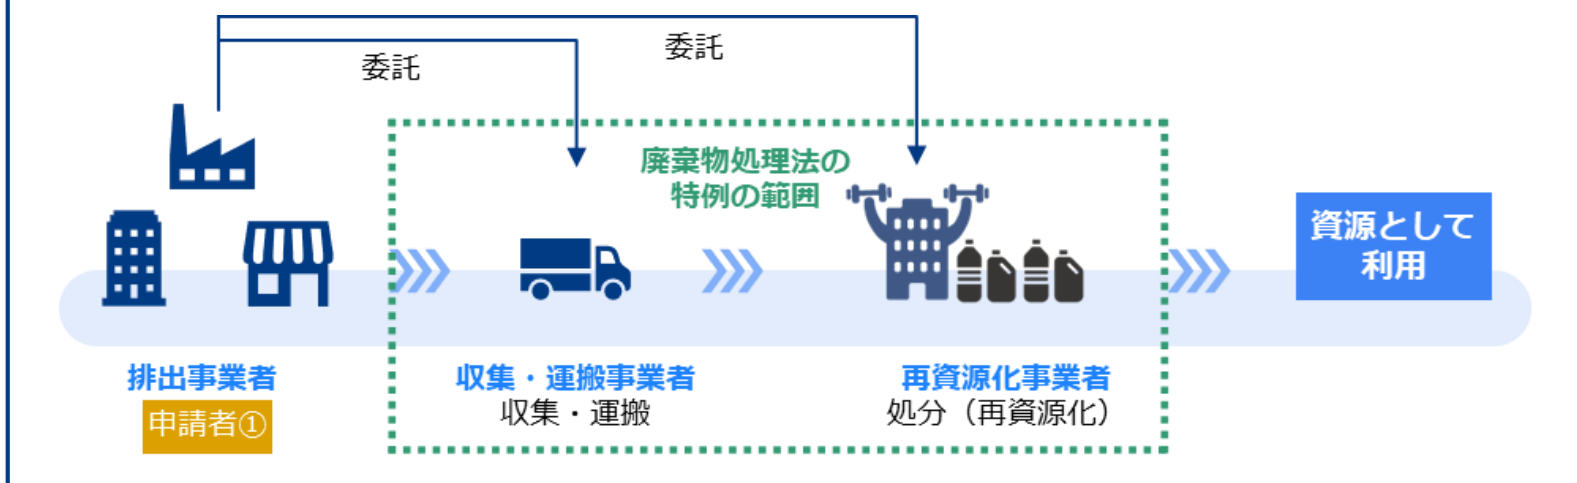 委託
委託
廃棄物処理法の
特例の範囲
資源として
利用
排出事業者
申請者①
収集・運搬事業者
収集・運搬
再資源化事業者
処分（再資源化）